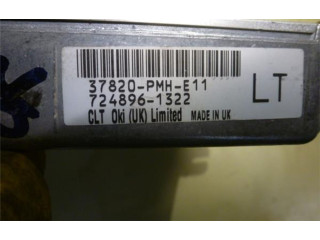 37820-PMH-E11
724896-1322
LT
CLT Oki (UK) Limited MADE IN UK